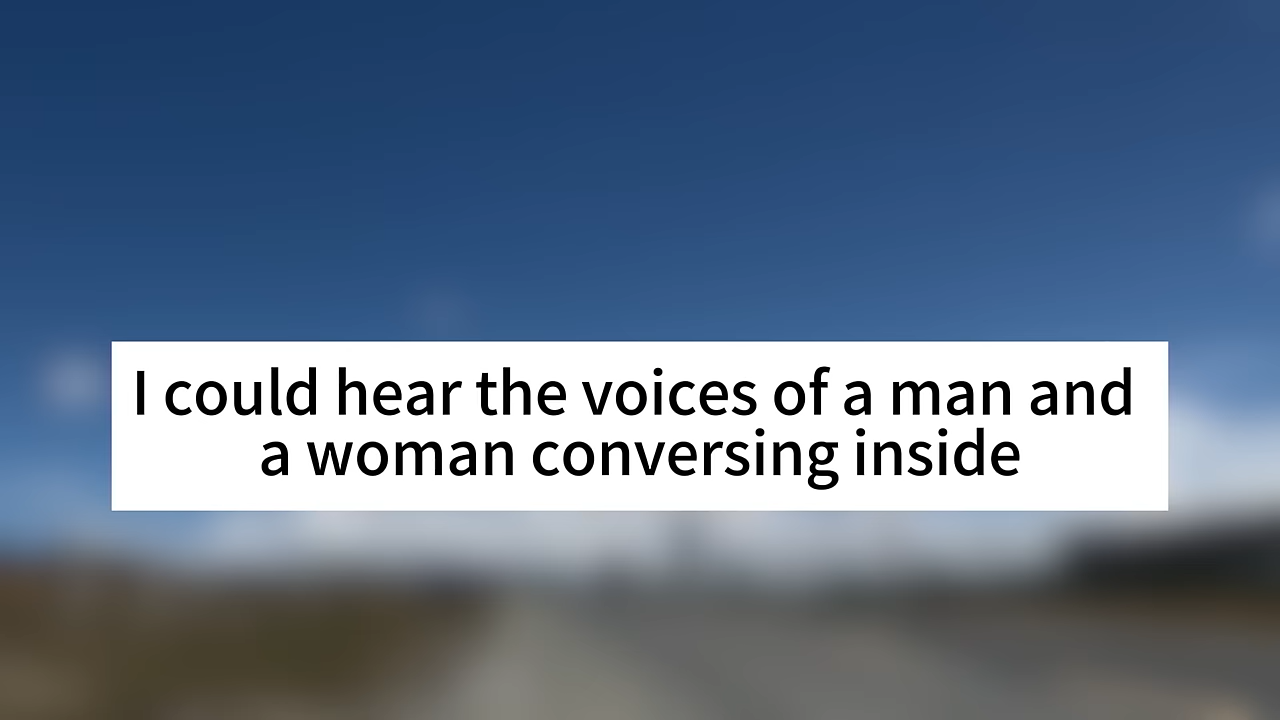 I could hear the voices of a man and
a woman conversing inside